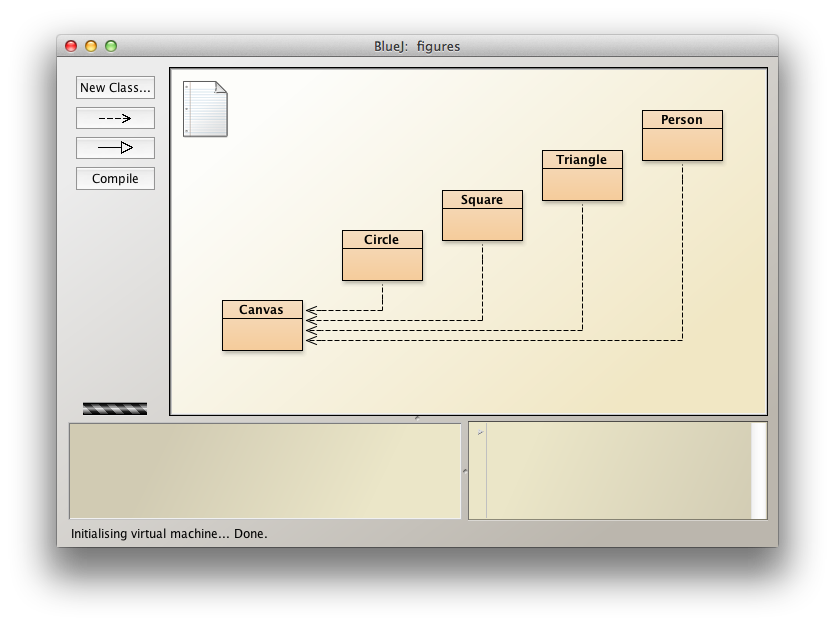 BlueJ:  figures
New Class...
Compile
Person
Triangle
Square
Circle
Canvas
Initialising virtual machine... Done.